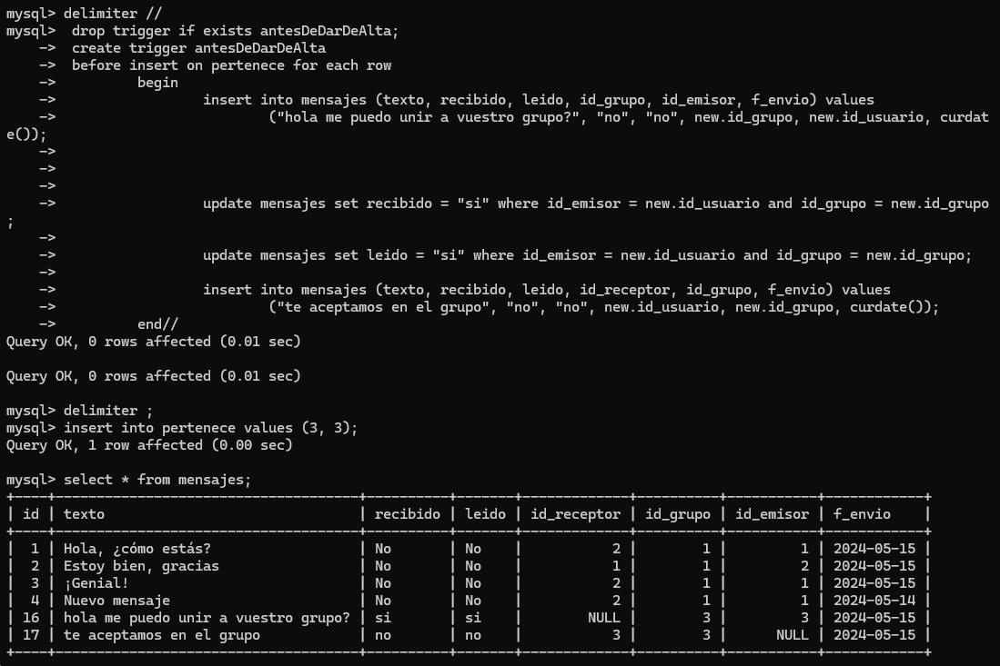 mysql> delimiter //
mysql>  drop trigger if exists antesDeDarDeAlta;
    ->  create trigger antesDeDarDeAlta
    ->  before insert on pertenece for each row
    ->          begin
    ->                  insert into mensajes (texto, recibido, leido, id_grupo, id_emisor, f_envio) values
    ->                          ("hola me puedo unir a vuestro grupo?", "no", "no", new.id_grupo, new.id_usuario, curdat
e());
    ->
    ->
    ->
    ->                  update mensajes set recibido = "si" where id_emisor = new.id_usuario and id_grupo = new.id_grupo
;
    ->
    ->                  update mensajes set leido = "si" where id_emisor = new.id_usuario and id_grupo = new.id_grupo;
    ->
    ->                  insert into mensajes (texto, recibido, leido, id_receptor, id_grupo, f_envio) values
    ->                          ("te aceptamos en el grupo", "no", "no", new.id_usuario, new.id_grupo, curdate());
    ->          end//
Query OK, 0 rows affected (0.01 sec)

Query OK, 0 rows affected (0.01 sec)

mysql> delimiter ;
mysql> insert into pertenece values (3, 3);
Query OK, 1 row affected (0.00 sec)

mysql> select * from mensajes;
+----+-------------------------------------+----------+-------+-------------+----------+-----------+------------+
| id | texto                               | recibido | leido | id_receptor | id_grupo | id_emisor | f_envio    |
+----+-------------------------------------+----------+-------+-------------+----------+-----------+------------+
|  1 | Hola, ¿cómo estás?                  | No       | No    |           2 |        1 |         1 | 2024-05-15 |
|  2 | Estoy bien, gracias                 | No       | No    |           1 |        1 |         2 | 2024-05-15 |
|  3 | ¡Genial!                            | No       | No    |           2 |        1 |         1 | 2024-05-15 |
|  4 | Nuevo mensaje                       | No       | No    |           2 |        1 |         1 | 2024-05-14 |
| 16 | hola me puedo unir a vuestro grupo? | si       | si    |        NULL |        3 |         3 | 2024-05-15 |
| 17 | te aceptamos en el grupo            | no       | no    |           3 |        3 |      NULL | 2024-05-15 |
+----+-------------------------------------+----------+-------+-------------+----------+-----------+------------+